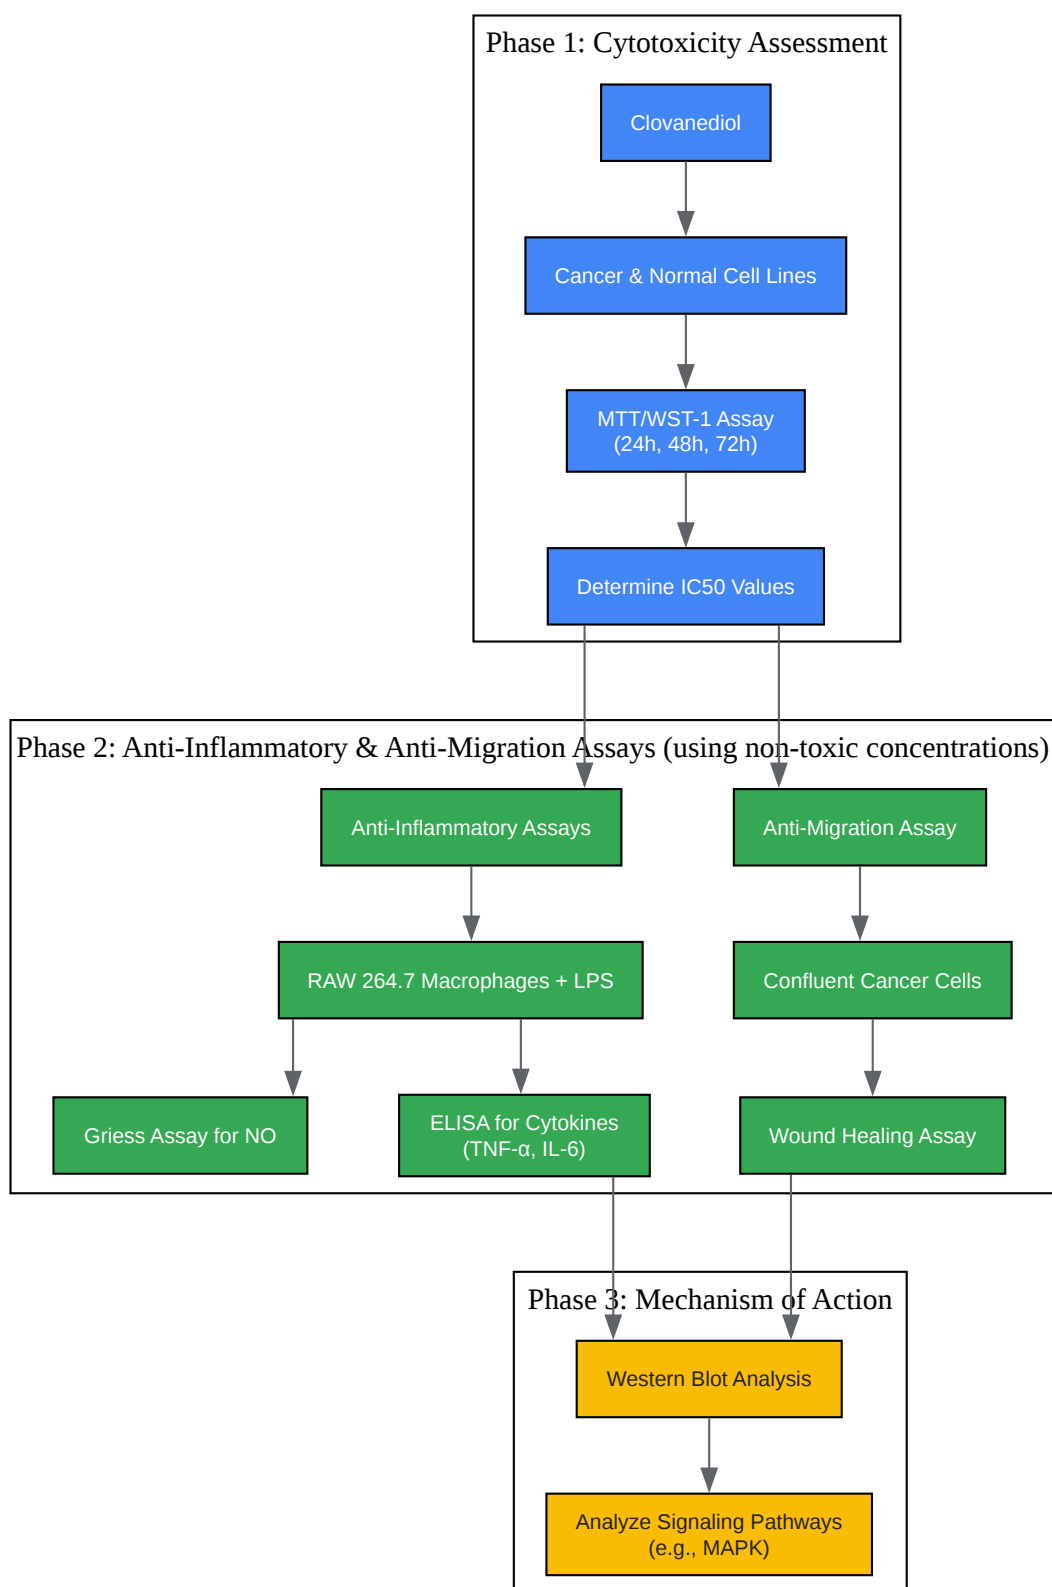 Phase 1: Cytotoxicity Assessment
Clovanediol
Cancer & Normal Cell Lines
MTT/WST-1 Assay
(24h, 48h, 72h)
Determine IC50 Values
Phase 2: Anti-Inflammatory & Anti-Migration Assays (using non-toxic concentrations)
Anti-Inflammatory Assays
Anti-Migration Assay
RAW 264.7 Macrophages + LPS
Confluent Cancer Cells
Griess Assay for NO
ELISA for Cytokines
(TNF-α, IL-6)
Wound Healing Assay
Phase 3: Mechanism of Action
Western Blot Analysis
Analyze Signaling Pathways
(e.g., MAPK)